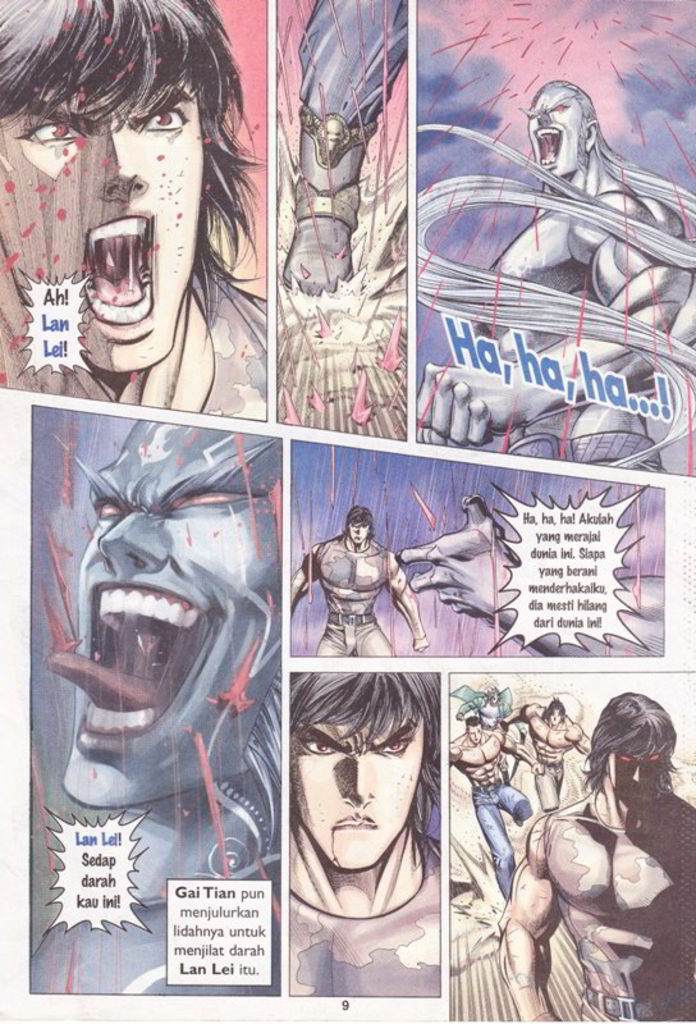 Ah!
Lan
Lei!
Ha, ha, ha...!
Ha, ha, ha! Akulah
yang merajai
dunia ini. Siapa
yang berani
menderhakaiku,
dia mesti hilang
dari dunia ini!
Lan Lei!
Sedap
darah
kau ini!
Gai Tian pun
menjulurkan
lidahnya untuk
menjilat darah
Lan Lei itu.
9